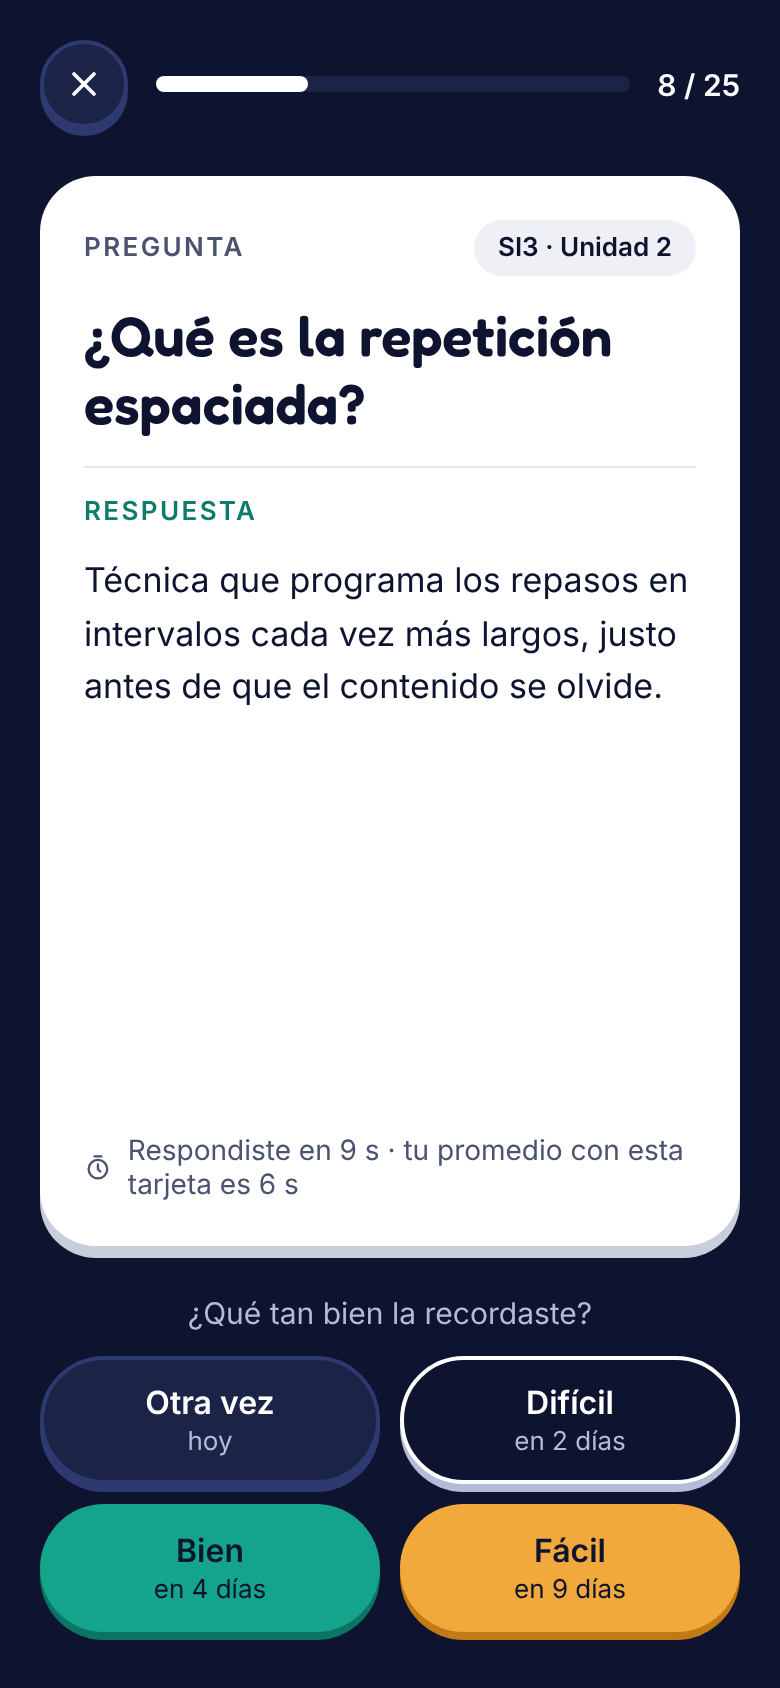 8 / 25
PREGUNTA
SI3 · Unidad 2
¿Qué es la repetición
espaciada?
RESPUESTA
Técnica que programa los repasos en
intervalos cada vez más largos, justo
antes de que el contenido se olvide.
Respondiste en 9 s · tu promedio con esta
tarjeta es 6 s
¿Qué tan bien la recordaste?
Otra vez
hoy
Difícil
en 2 días
Bien
en 4 días
Fácil
en 9 días